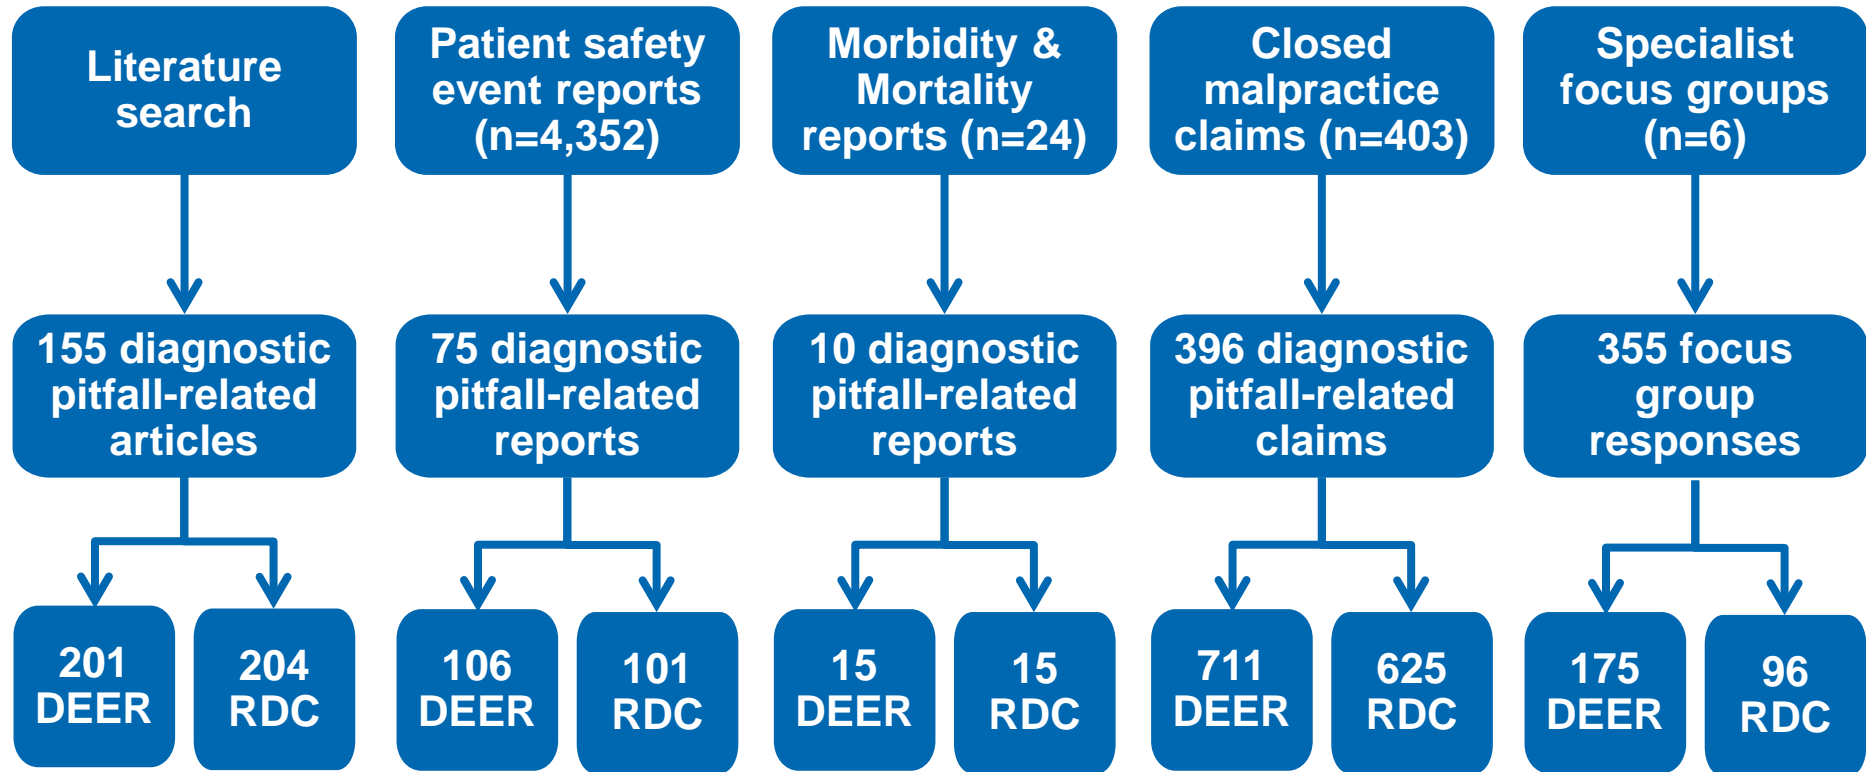 Literature
search
Patient safety
event reports
(n=4,352)
Morbidity &
Mortality
reports (n=24)
Closed
malpractice
claims (n=403)
Specialist
focus groups
(n=6)
155 diagnostic
pitfall-related
articles
75 diagnostic
pitfall-related
reports
10 diagnostic
pitfall-related
reports
396 diagnostic
pitfall-related
claims
355 focus
group
responses
201
DEER
204
RDC
106
DEER
101
RDC
15
DEER
15
RDC
711
DEER
625
RDC
175
DEER
96
RDC